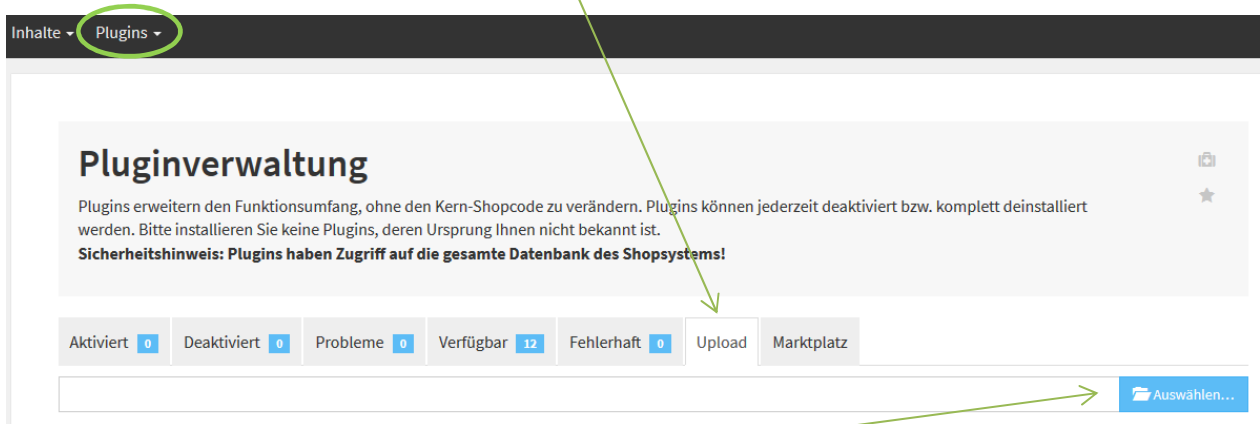 Inhalte Plugins
Pluginverwaltung
Plugins erweitern den Funktionsumfang, ohne den Kern-Shopcode zu verändern. Plugins können jederzeit deaktiviert bzw. komplett deinstalliert
werden. Bitte installieren Sie keine Plugins, deren Ursprung Ihnen nicht bekannt ist.
Sicherheitshinweis: Plugins haben Zugriff auf die gesamte Datenbank des Shopsystems!
Aktiviert 0 Deaktiviert 0 Probleme 0 Verfügbar 12 Fehlerhaft 0 Upload Marktplatz
Auswählen...